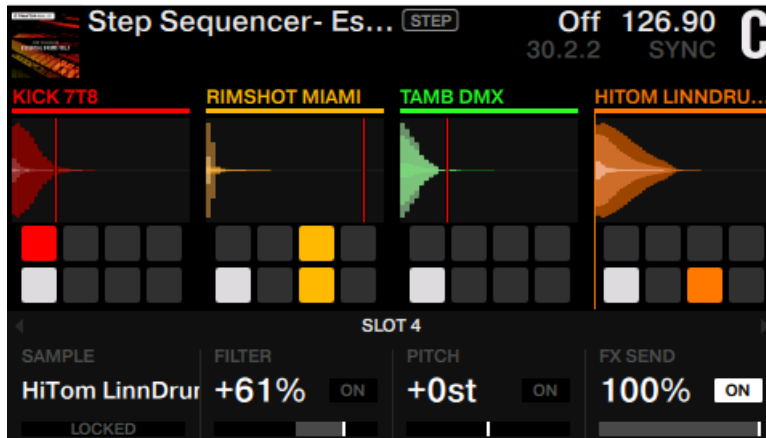 Step Sequencer- Es... STEP Off 126.90 C
30.2.2 SYNC
KICK 7T8 RIMSHOT MIAMI TAMB DMX HITOM LINNDRU...
SLOT 4
SAMPLE FILTER PITCH FX SEND
HiTom LinnDrur +61% ON +0st ON 100% ON
LOCKED